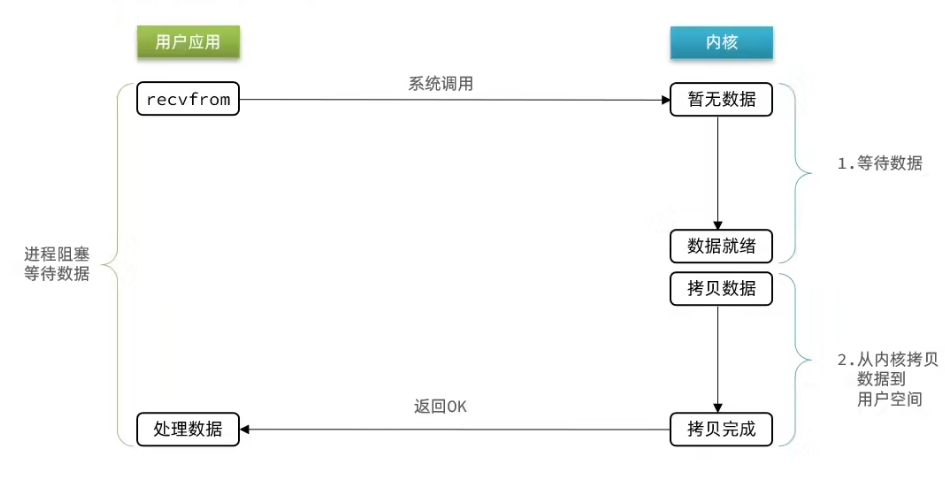 用户应用
内核
系统调用
recvfrom
暂无数据
1.等待数据
数据就绪
进程阻塞
等待数据
拷贝数据
2.从内核拷贝
数据到
用户空间
返回OK
处理数据
拷贝完成